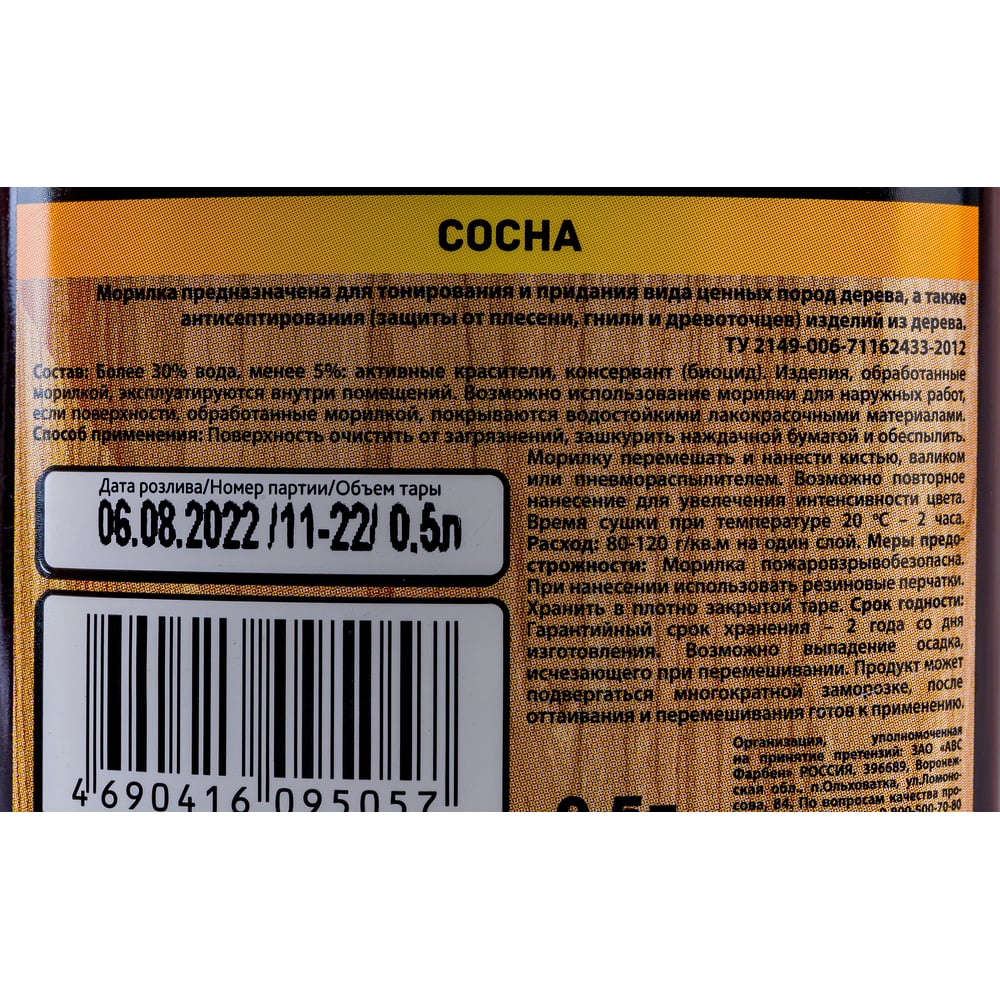 СОСНА
Морилка предназначена для тонирования и придания вида ценных пород дерева, а также
антисептирования (защиты от плесени, гнили и древоточцев) изделий из дерева.
ТУ 2149-006-71162433-2012
Состав: Более 30% вода, менее 5%: активные красители, консервант (биоцид). Изделия, обработанные
морилкой, эксплуатируются внутри помещений. Возможно использование морилки для наружных работ,
если поверхности, обработанные морилкой, покрываются водостойкими лакокрасочными материалами.
Способ применения: Поверхность очистить от загрязнений, зашкурить наждачной бумагой и обеспылить.
Морилку перемешать и нанести кистью, валиком
или пневмораспылителем. Возможно повторное
нанесение для увелечения интенсивности цвета.
Время сушки при температуре 20 °С – 2 часа.
Расход: 80-120 г/кв.м на один слой. Меры предо-
строжности: Морилка пожаровзрывобезопасна.
При нанесении использовать резиновые перчатки.
Хранить в плотно закрытой таре. Срок годности:
Гарантийный срок хранения – 2 года со дня
изготовления. Возможно выпадение осадка,
исчезающего при перемешивании. Продукт может
подвергаться многократной заморозке, после
оттаивания и перемешивания готов к применению.
Дата розлива/Номер партии/Объем тары
06.08.2022 /11-22/ 0.5л
4 690416 095057
Организация, уполномоченная
на принятие претензий: ЗАО «АВС
Фарбен» РОССИЯ, 396689, Воронеж-
ская обл., п.Ольховатка, ул.Ломоно-
сова, 84. По вопросам качества про-
0,5л